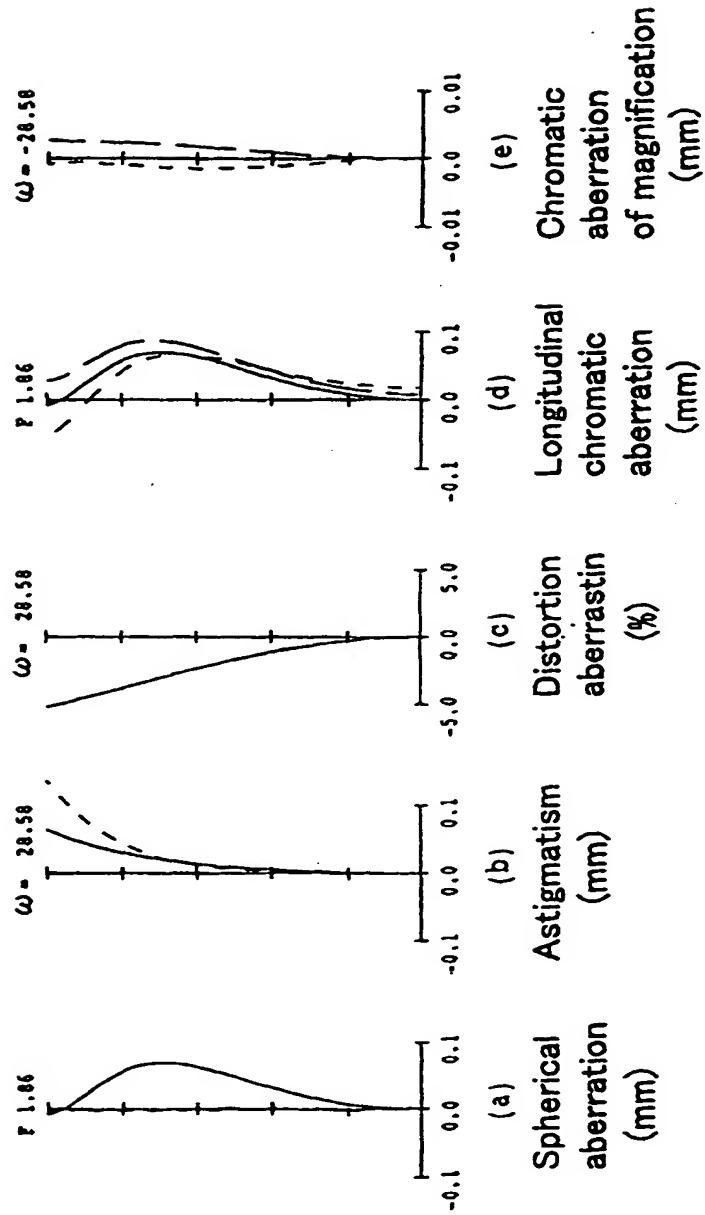 F 1.86
-0.1 0.0 0.1
(a)
Spherical
aberration
(mm)
ω= 28.58
-0.1 0.0 0.1
(b)
Astigmatism
(mm)
ω= 28.58
-5.0 0.0 5.0
(c)
Distortion
aberrastin
(%)
F 1.86
-0.1 0.0 0.1
(d)
Longitudinal
chromatic
aberration
(mm)
ω= -28.58
-0.01 0.0 0.01
(e)
Chromatic
aberration
of magnification
(mm)